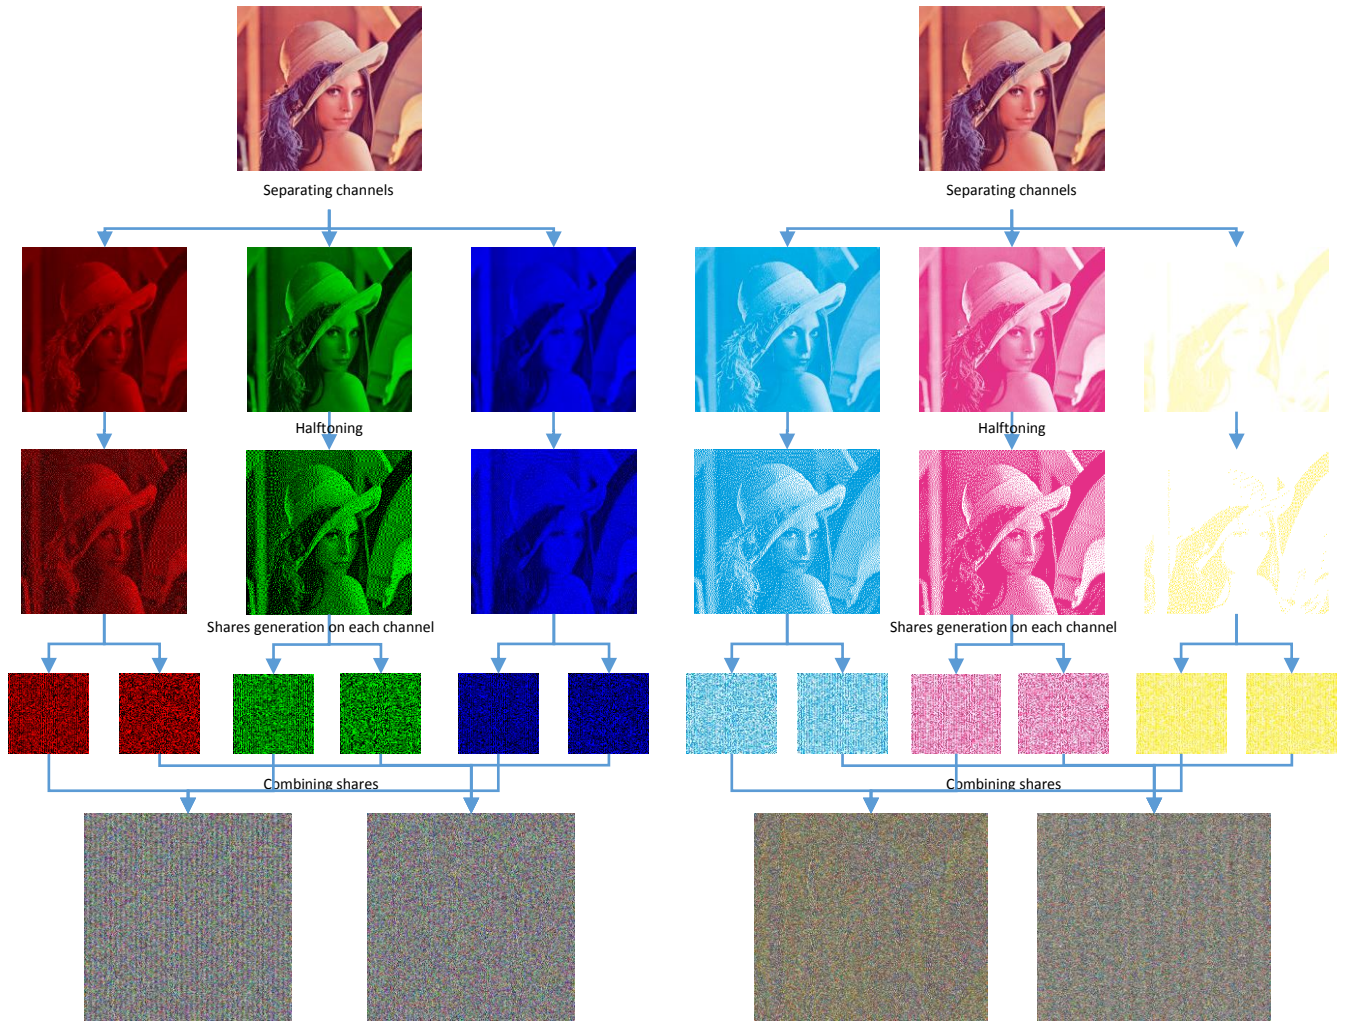 Separating channels
Halftoning
Shares generation on each channel
Combining shares
Separating channels
Halftoning
Shares generation on each channel
Combining shares